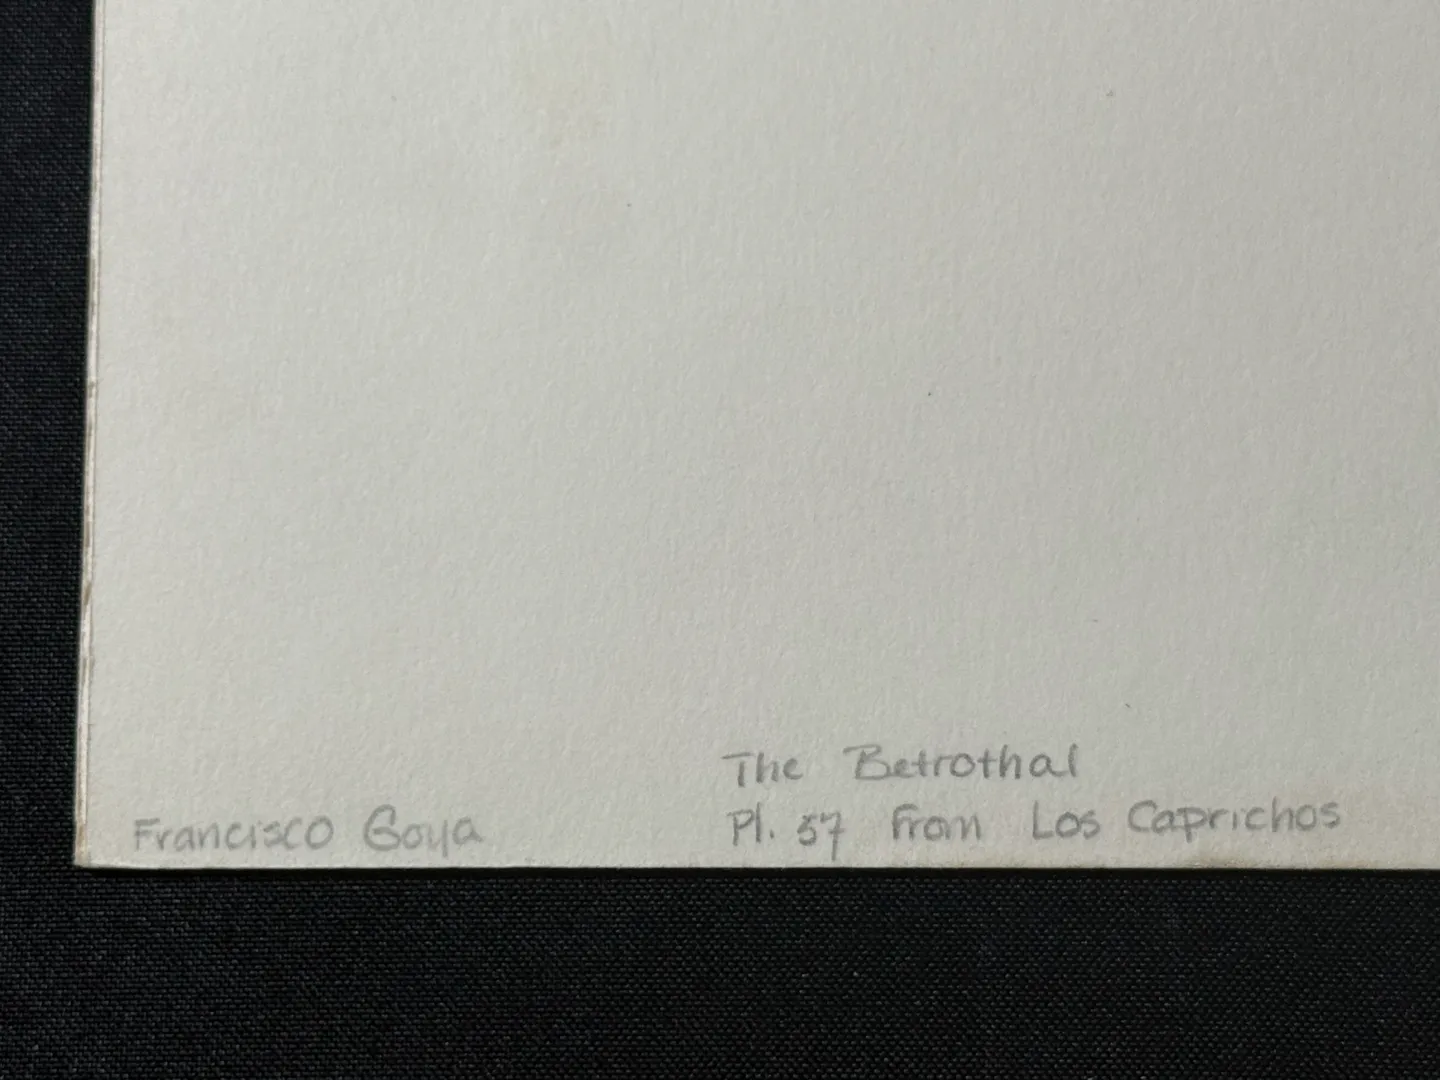 The Betrothal
Francisco Goya Pl. 57 from Los Caprichos